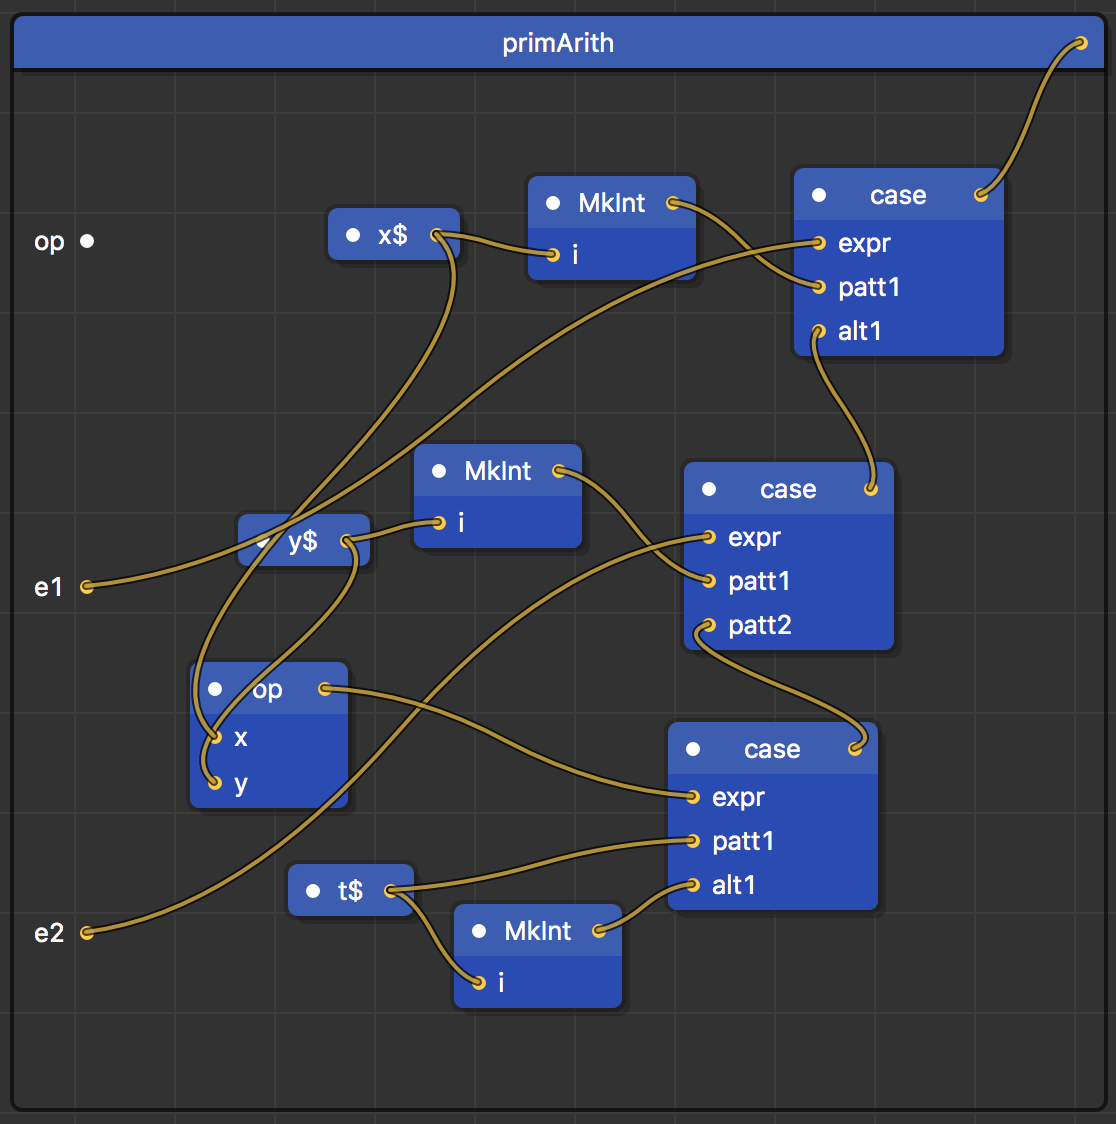 primArith
op
x$
MkInt
i
case
expr
patt1
alt1
MkInt
i
y$
e1
case
expr
patt1
patt2
op
x
y
case
expr
patt1
alt1
t$
e2
MkInt
i